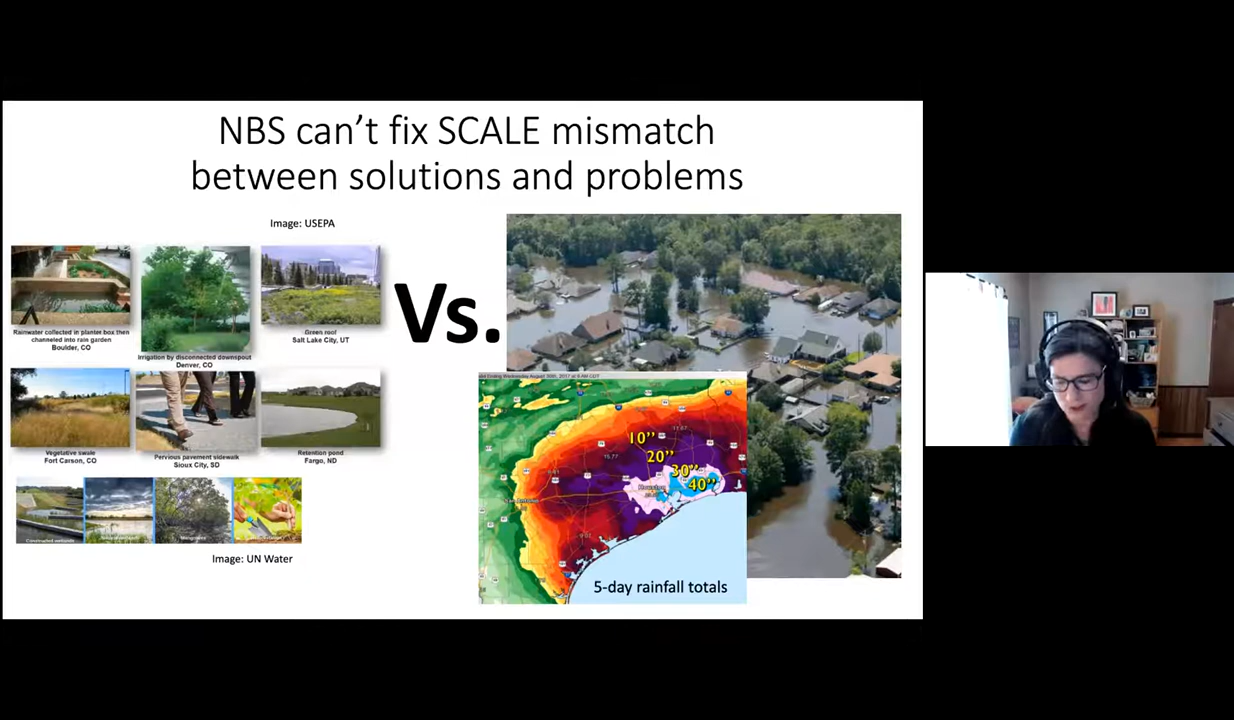 NBS can't fix SCALE mismatch
between solutions and problems
Image: USEPA
Rainwater collected in planter box then
channeled into rain garden
Boulder, CO
Irrigation by disconnected downspout
Denver, CO
Green roof
Salt Lake City, UT
Vegetative swale
Fort Carson, CO
Pervious pavement sidewalk
Sioux City, SD
Retention pond
Fargo, ND
Image: UN Water
Vs.
10”
20”
30”
40”
Houston
5-day rainfall totals